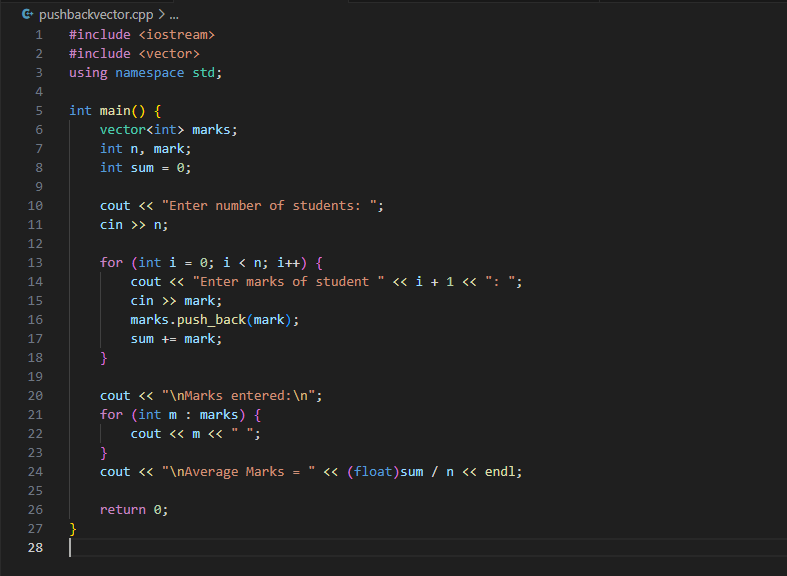 pushbackvector.cpp > ...
1 #include <iostream>
2 #include <vector>
3 using namespace std;
4
5 int main() {
6     vector<int> marks;
7     int n, mark;
8     int sum = 0;
9
10     cout << "Enter number of students: ";
11     cin >> n;
12
13     for (int i = 0; i < n; i++) {
14         cout << "Enter marks of student " << i + 1 << ": ";
15         cin >> mark;
16         marks.push_back(mark);
17         sum += mark;
18     }
19
20     cout << "\nMarks entered:\n";
21     for (int m : marks) {
22         cout << m << " ";
23     }
24     cout << "\nAverage Marks = " << (float)sum / n << endl;
25
26     return 0;
27 }
28